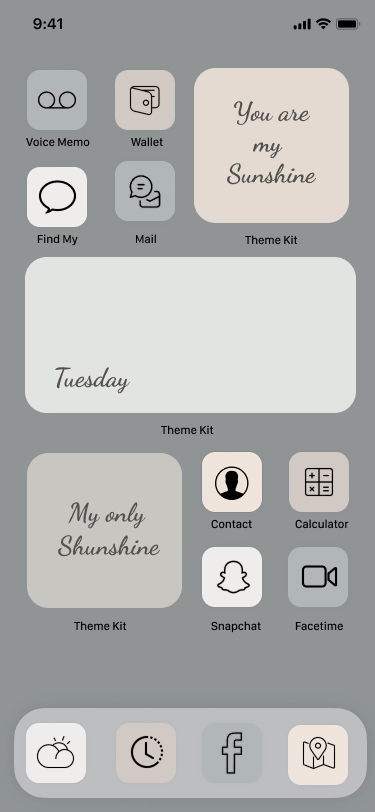 9:41
Voice Memo
Wallet
You are
my
Sunshine
Find My
Mail
Theme Kit
Tuesday
Theme Kit
My only
Shunshine
Theme Kit
Contact
Calculator
Snapchat
Facetime